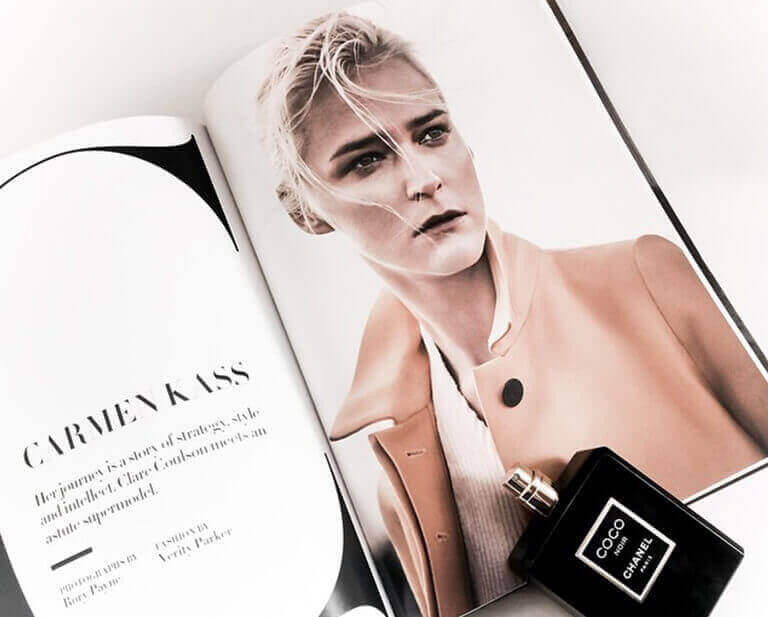 CARMEN KASS
Her journey is a story of strategy, style
and intellect. Clare Coulson meets an
astute supermodel.
PHOTOGRAPHS BY
Rory Payne
FASHION BY
Verity Parker
COCO
NOIR
CHANEL
PARIS